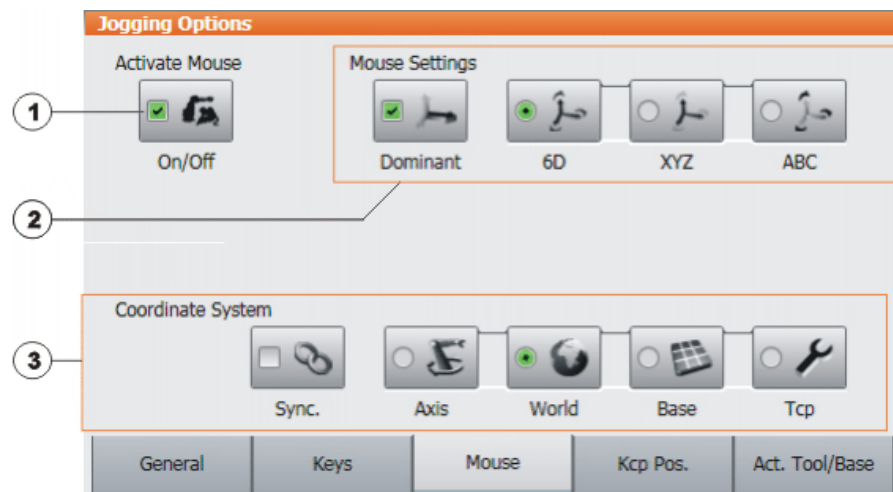 Jogging Options
Activate Mouse
Mouse Settings
1
On/Off
Dominant
6D
XYZ
ABC
2
Coordinate System
3
Sync.
Axis
World
Base
Tcp
General
Keys
Mouse
Kcp Pos.
Act. Tool/Base